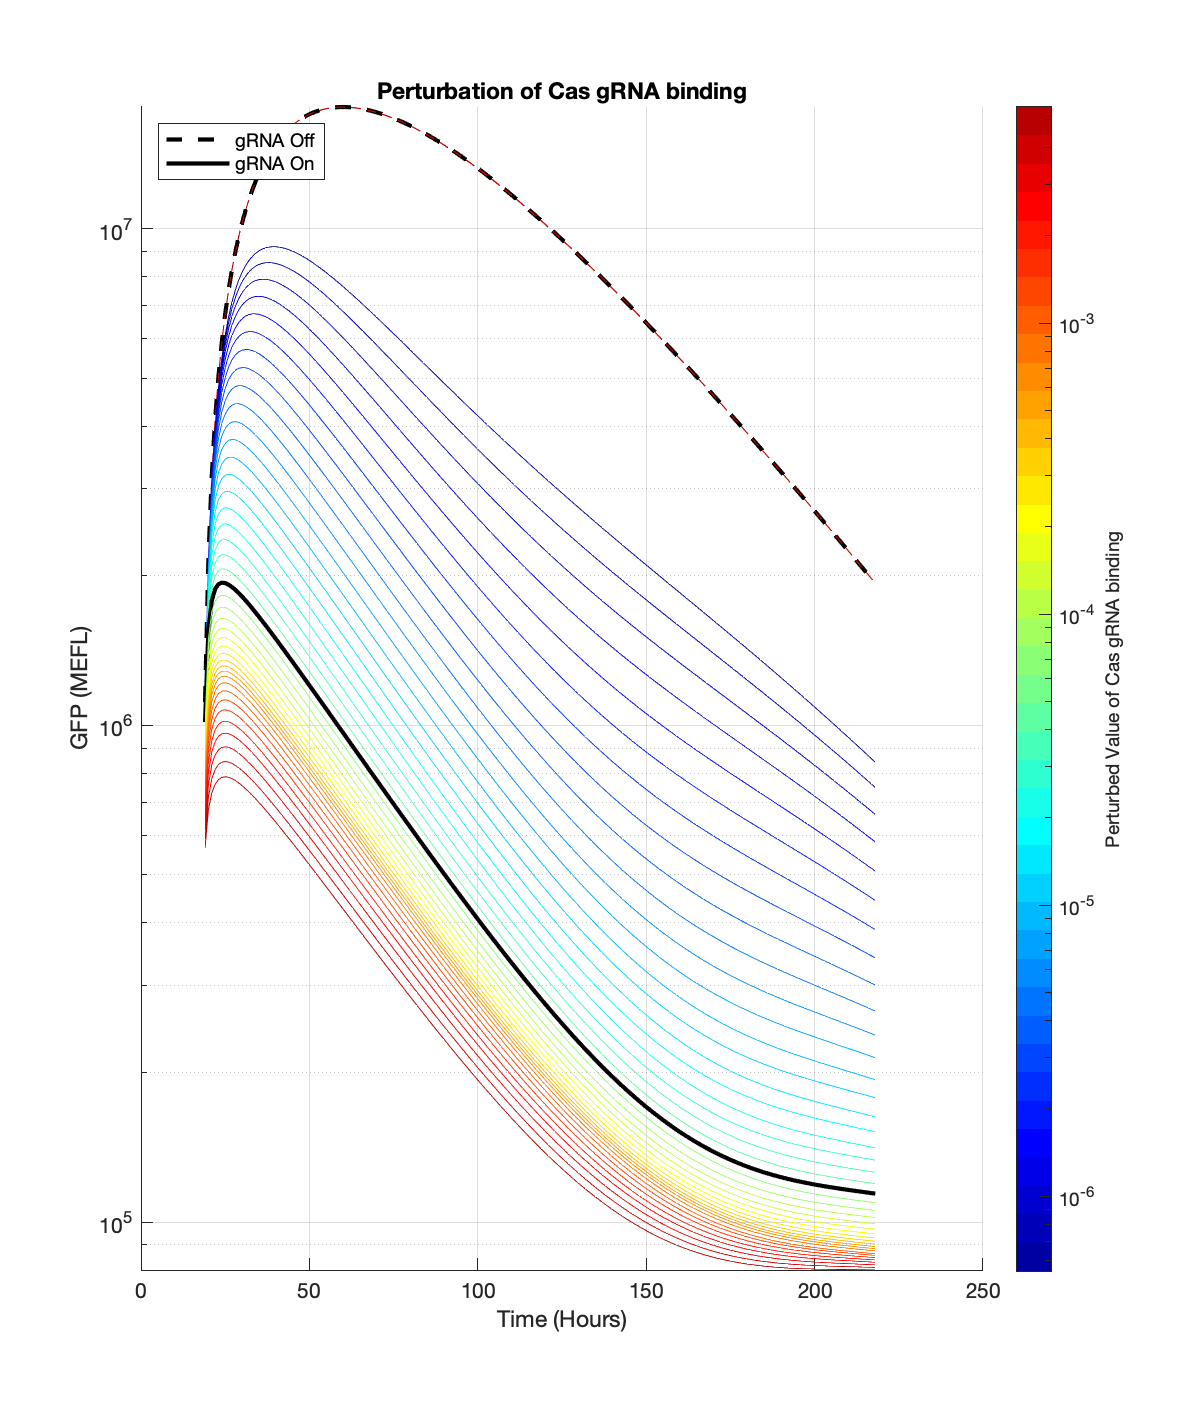 Perturbation of Cas gRNA binding
gRNA Off
gRNA On
GFP (MEFL)
10^7
10^6
10^5
0 50 100 150 200 250
Time (Hours)
10^-3
10^-4
10^-5
10^-6
Perturbed Value of Cas gRNA binding